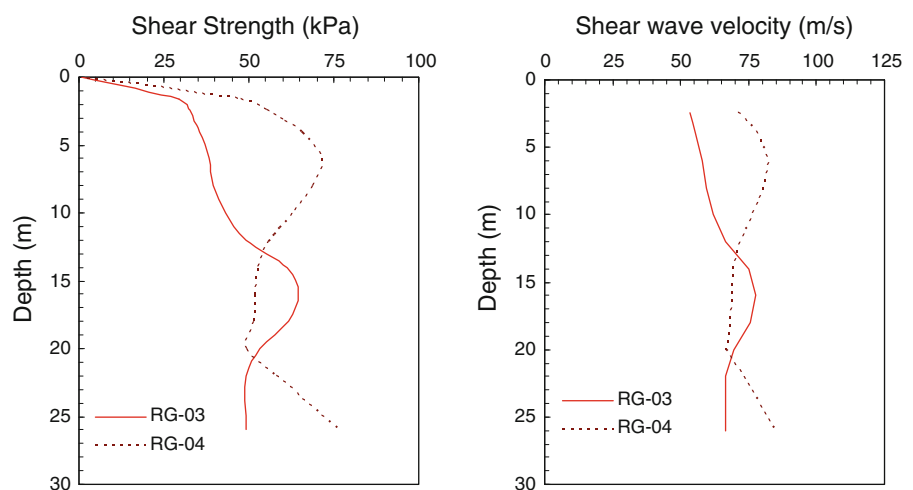 Shear Strength (kPa)
0 25 50 75 100
0
5
10
15
20
25
30
Depth (m)
RG-03
RG-04
Shear wave velocity (m/s)
0 25 50 75 100 125
0
5
10
15
20
25
30
Depth (m)
RG-03
RG-04